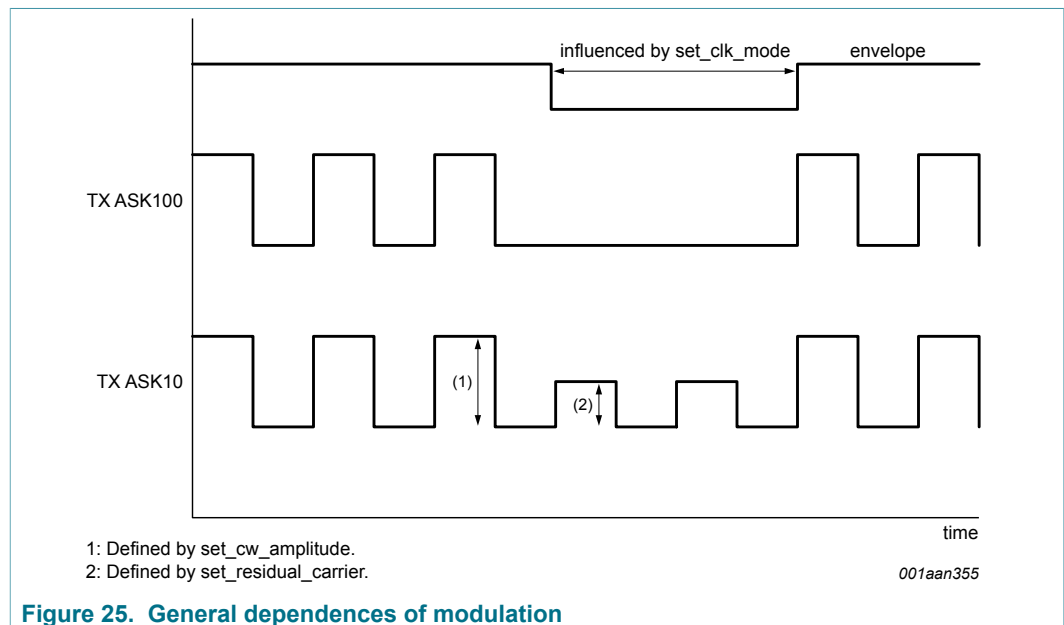 influenced by set_clk_mode
envelope
TX ASK100
TX ASK10
(1)
(2)
time
1: Defined by set_cw_amplitude.
2: Defined by set_residual_carrier.
001aan355
Figure 25. General dependences of modulation